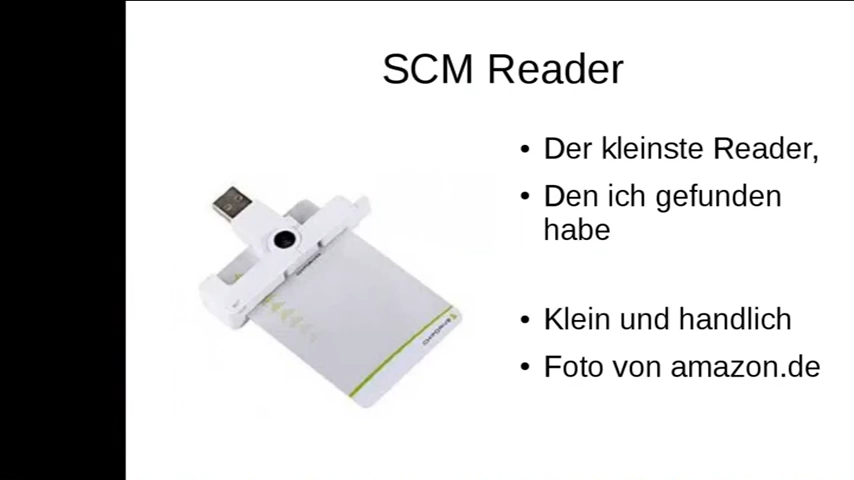 SCM Reader
• Der kleinste Reader,
• Den ich gefunden
habe
• Klein und handlich
• Foto von amazon.de